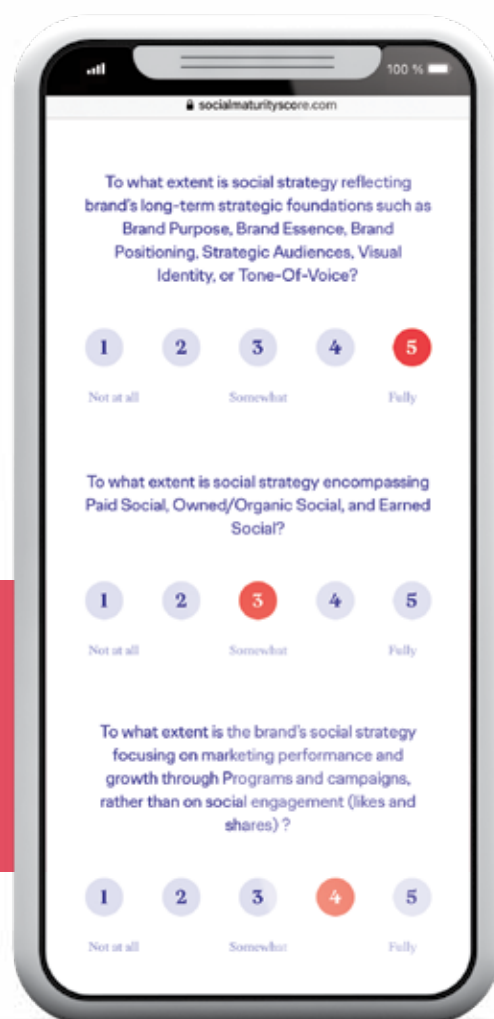 100 %
socialmaturityscore.com
To what extent is social strategy reflecting
brand's long-term strategic foundations such as
Brand Purpose, Brand Essence, Brand
Positioning, Strategic Audiences, Visual
Identity, or Tone-Of-Voice?
1 2 3 4 5
Not at all Somewhat Fully
To what extent is social strategy encompassing
Paid Social, Owned/Organic Social, and Earned
Social?
1 2 3 4 5
Not at all Somewhat Fully
To what extent is the brand's social strategy
focusing on marketing performance and
growth through Programs and campaigns,
rather than on social engagement (likes and
shares) ?
1 2 3 4 5
Not at all Somewhat Fully